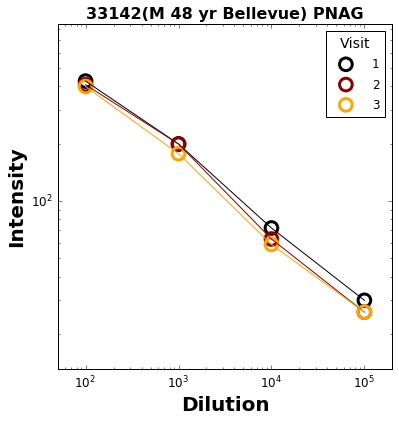 33142(M 48 yr Bellevue) PNAG
Visit
1
2
3
Intensity
10²
10² 10³ 10⁴ 10⁵
Dilution